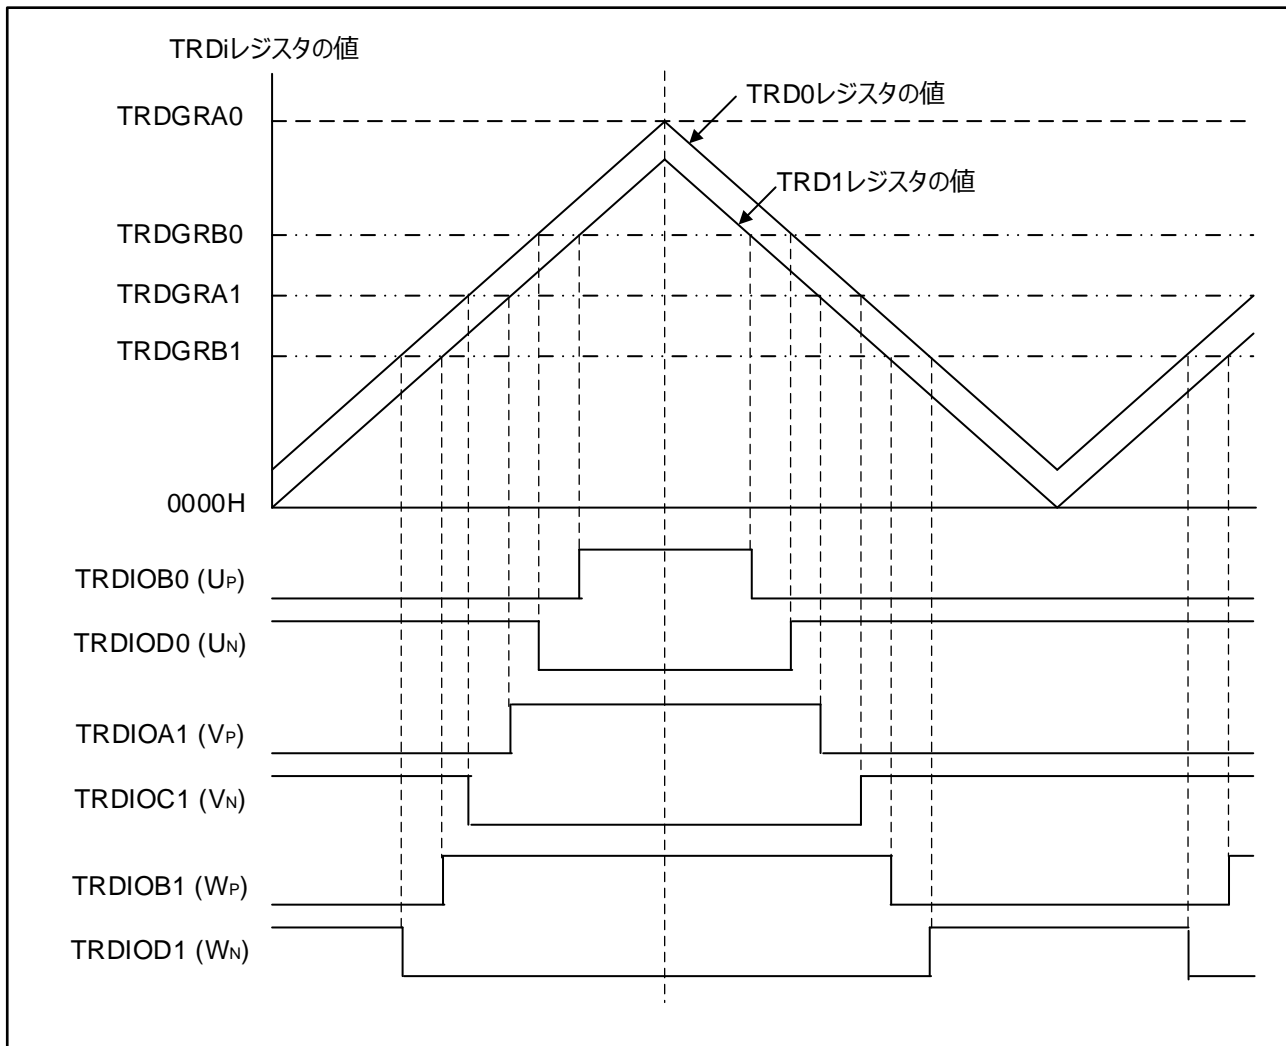 TRDiレジスタの値
TRD0レジスタの値
TRDGRA0
TRD1レジスタの値
TRDGRB0
TRDGRA1
TRDGRB1
0000H
TRDIOB0 (UP)
TRDIOD0 (UN)
TRDIOA1 (VP)
TRDIOC1 (VN)
TRDIOB1 (WP)
TRDIOD1 (WN)